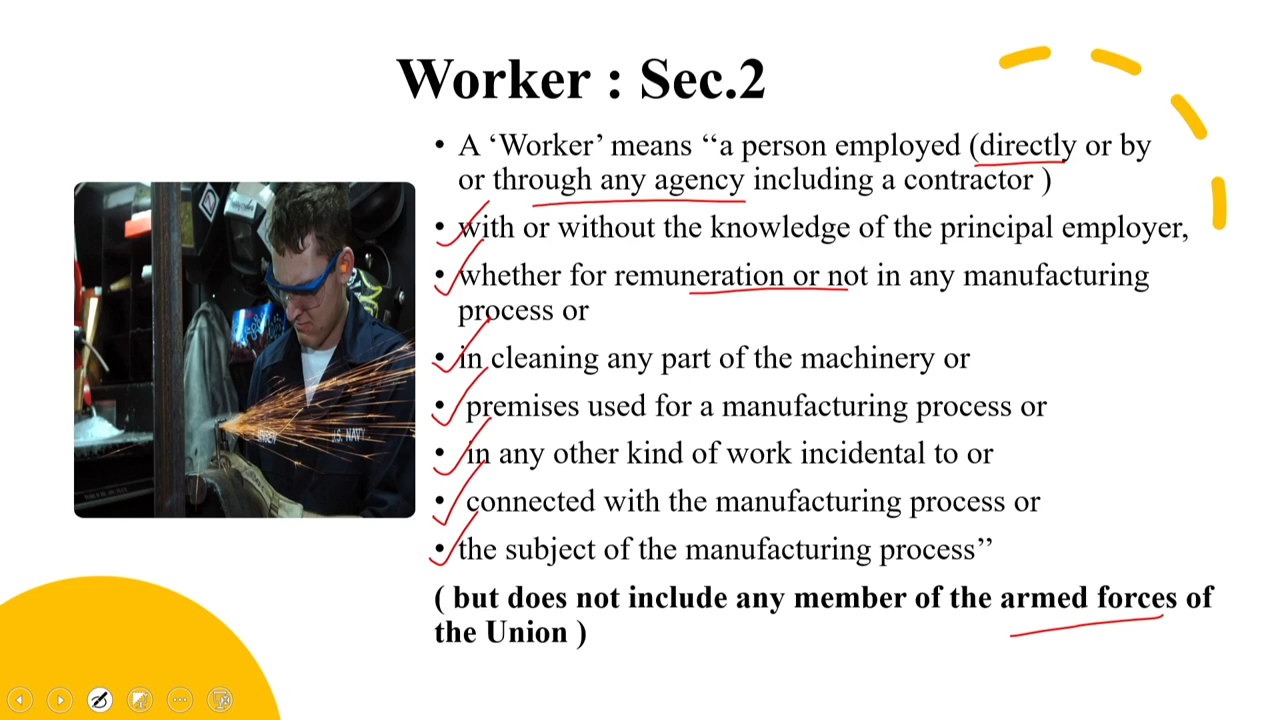 Worker : Sec.2
• A ‘Worker’ means ‘‘a person employed (directly or by
or through any agency including a contractor )
• with or without the knowledge of the principal employer,
• whether for remuneration or not in any manufacturing
process or
• in cleaning any part of the machinery or
• premises used for a manufacturing process or
• in any other kind of work incidental to or
• connected with the manufacturing process or
• the subject of the manufacturing process’’
( but does not include any member of the armed forces of
the Union )
U.S. NAVY